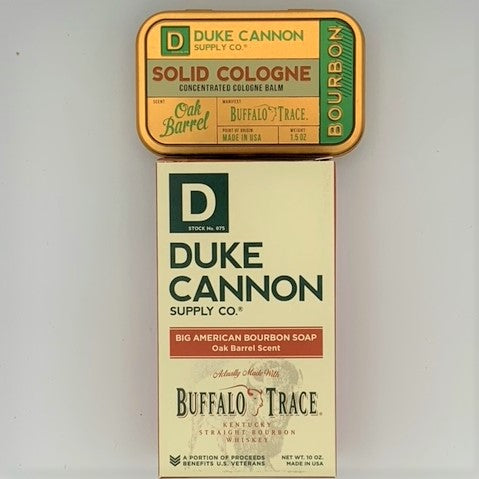 D
DUKE CANNON
SUPPLY CO.®
SOLID COLOGNE
CONCENTRATED COLOGNE BALM
BOURBON
SCENT
Oak
Barrel
MANIFEST
BUFFALO TRACE.
POINT OF ORIGIN
MADE IN USA
WEIGHT
1.5 OZ
D
STOCK No. 675
DUKE
CANNON
SUPPLY CO.®
BIG AMERICAN BOURBON SOAP
Oak Barrel Scent
Actually Made With
BUFFALO TRACE
KENTUCKY
STRAIGHT BOURBON
WHISKEY
A PORTION OF PROCEEDS
BENEFITS U.S. VETERANS
NET WT. 10 OZ.
MADE IN USA